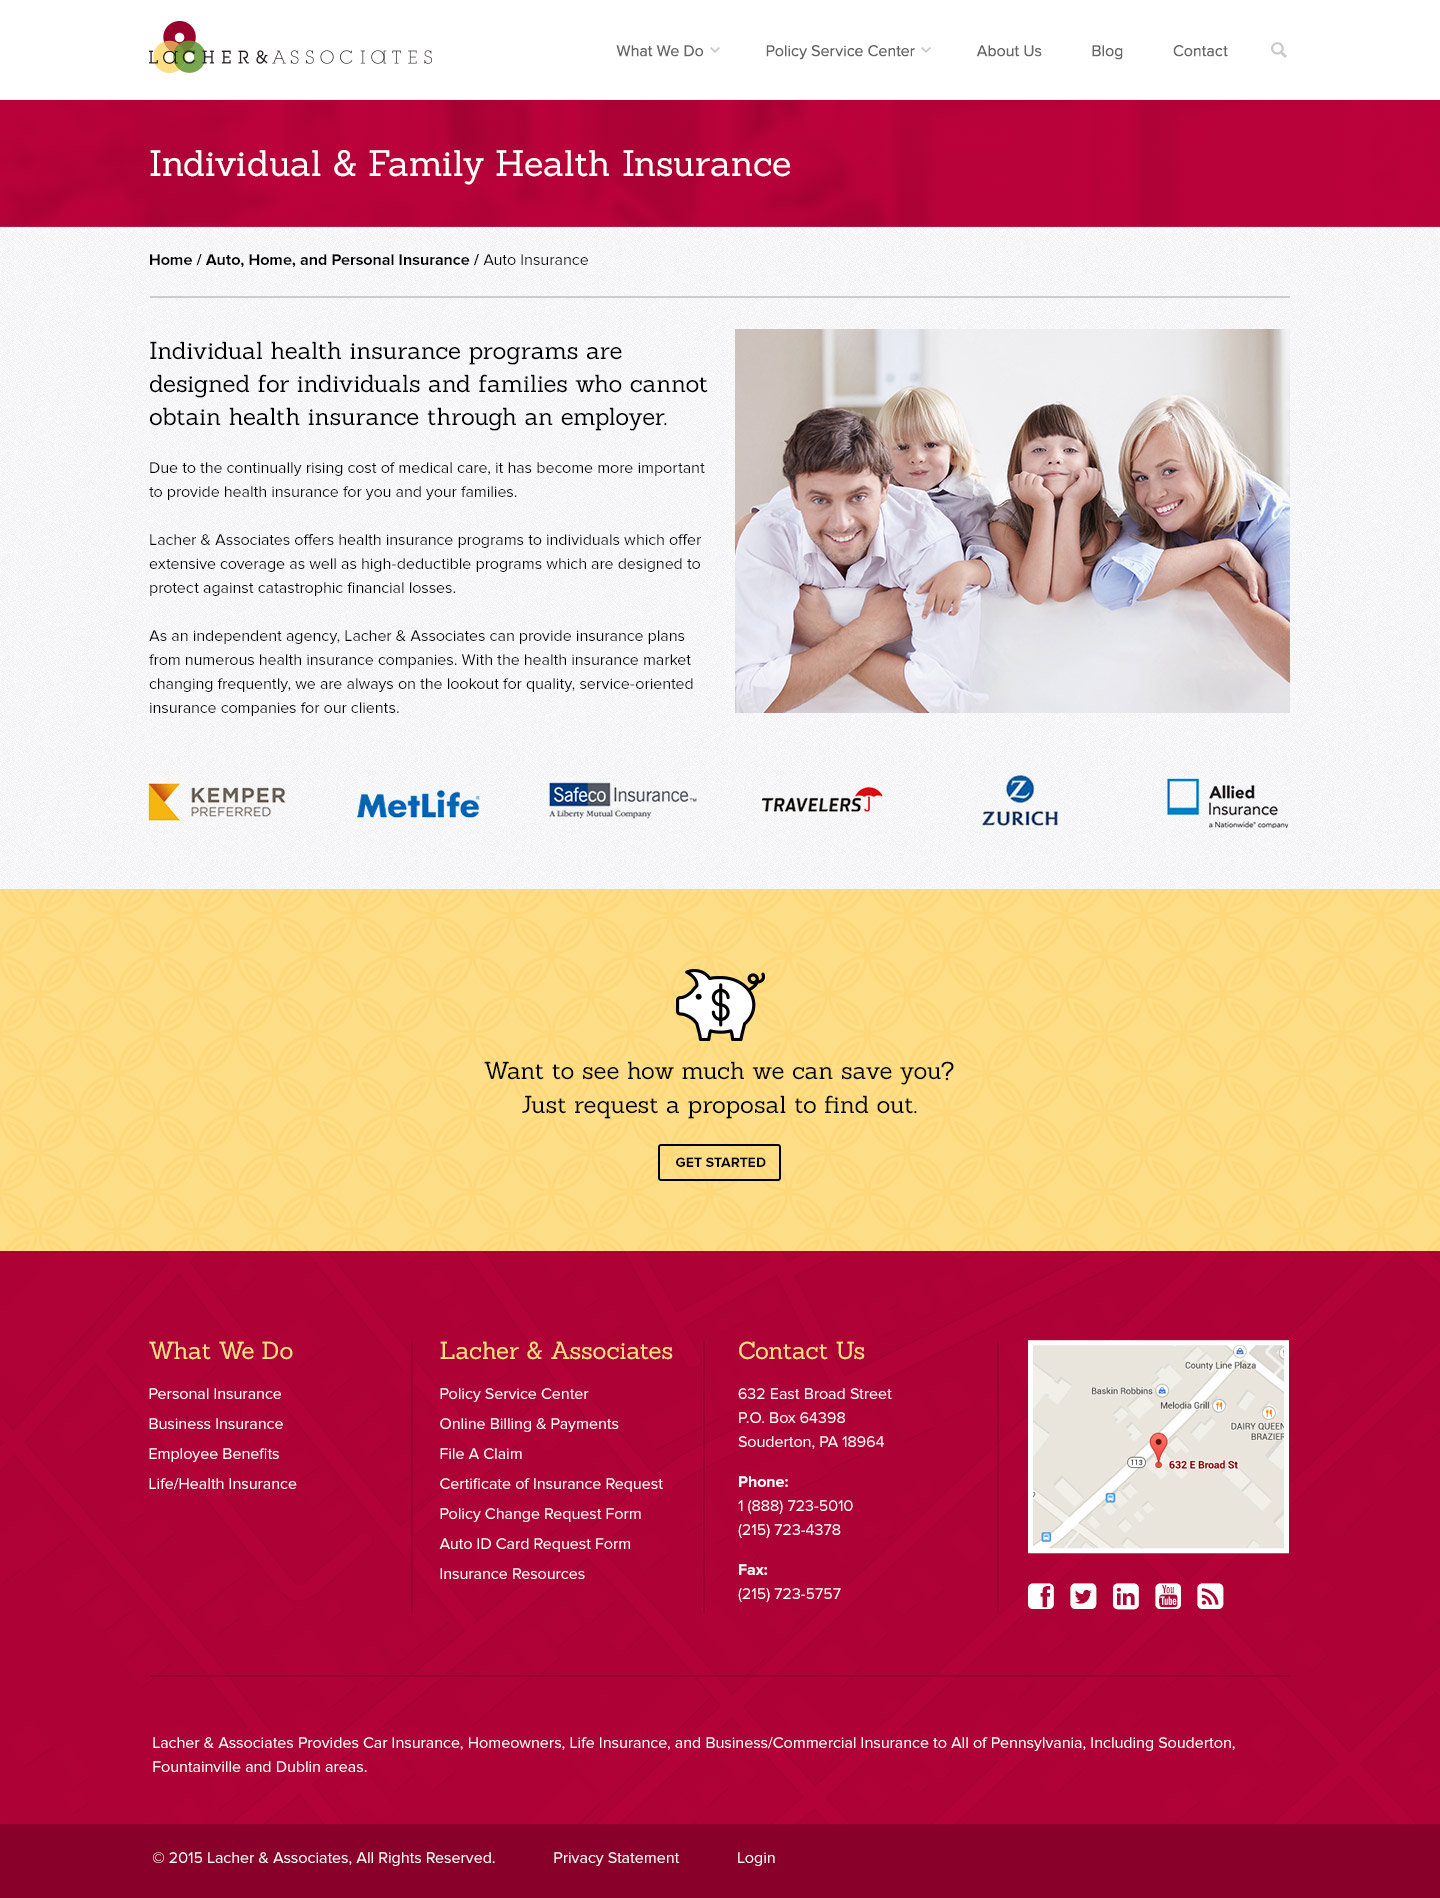 LACHER&ASSOCIATES
What We Do
Policy Service Center
About Us
Blog
Contact
Individual & Family Health Insurance
Home / Auto, Home, and Personal Insurance / Auto Insurance
Individual health insurance programs are
designed for individuals and families who cannot
obtain health insurance through an employer.
Due to the continually rising cost of medical care, it has become more important
to provide health insurance for you and your families.
Lacher & Associates offers health insurance programs to individuals which offer
extensive coverage as well as high-deductible programs which are designed to
protect against catastrophic financial losses.
As an independent agency, Lacher & Associates can provide insurance plans
from numerous health insurance companies. With the health insurance market
changing frequently, we are always on the lookout for quality, service-oriented
insurance companies for our clients.
KEMPER
PREFERRED
MetLife®
Safeco Insurance™
A Liberty Mutual Company
TRAVELERS
Z
ZURICH
Allied
Insurance
a Nationwide® company
$
Want to see how much we can save you?
Just request a proposal to find out.
GET STARTED
What We Do
Personal Insurance
Business Insurance
Employee Benefits
Life/Health Insurance
Lacher & Associates
Policy Service Center
Online Billing & Payments
File A Claim
Certificate of Insurance Request
Policy Change Request Form
Auto ID Card Request Form
Insurance Resources
Contact Us
632 East Broad Street
P.O. Box 64398
Souderton, PA 18964
Phone:
1 (888) 723-5010
(215) 723-4378
Fax:
(215) 723-5757
County Line Plaza
Baskin Robbins
Melodia Grill
DAIRY QUEEN
BRAZIER
113
632 E Broad St
You
Tube
Lacher & Associates Provides Car Insurance, Homeowners, Life Insurance, and Business/Commercial Insurance to All of Pennsylvania, Including Souderton,
Fountainville and Dublin areas.
© 2015 Lacher & Associates, All Rights Reserved.
Privacy Statement
Login